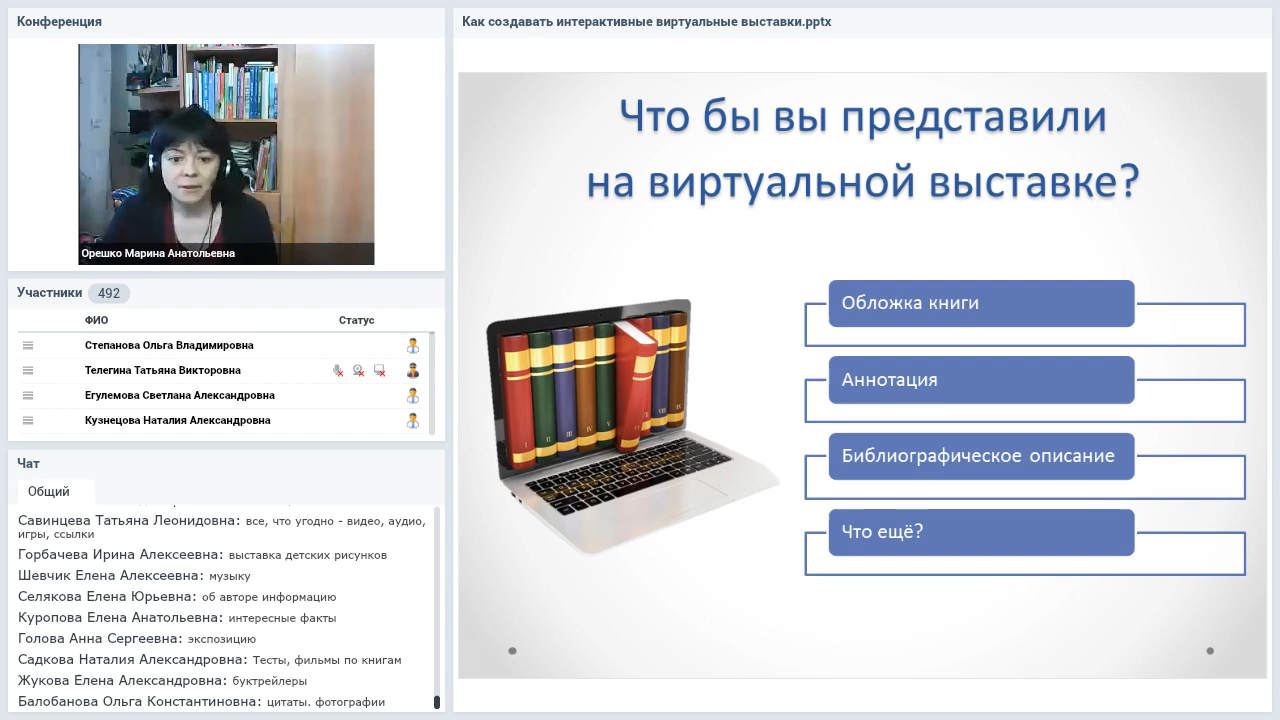 Конференция
Орешко Марина Анатольевна
Участники 492
ФИО Статус
Степанова Ольга Владимировна
Телегина Татьяна Викторовна
Егулемова Светлана Александровна
Кузнецова Наталия Александровна
Чат
Общий
Савинцева Татьяна Леонидовна: все, что угодно - видео, аудио,
игры, ссылки
Горбачева Ирина Алексеевна: выставка детских рисунков
Шевчик Елена Алексеевна: музыку
Селякова Елена Юрьевна: об авторе информацию
Куропова Елена Анатольевна: интересные факты
Голова Анна Сергеевна: экспозицию
Садкова Наталия Александровна: Тесты, фильмы по книгам
Жукова Елена Александровна: буктрейлеры
Балобанова Ольга Константиновна: цитаты. фотографии
Как создавать интерактивные виртуальные выставки.pptx
Что бы вы представили
на виртуальной выставке?
Обложка книги
Аннотация
Библиографическое описание
Что ещё?